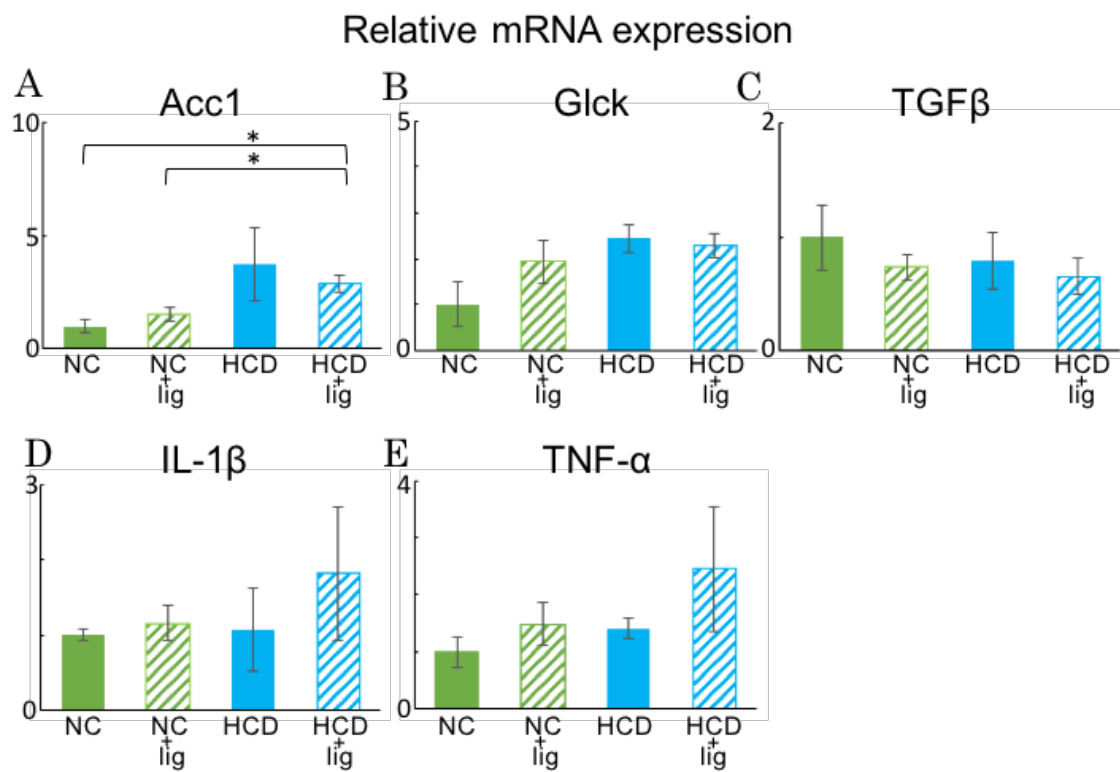 Relative mRNA expression
A
Acc1
10
5
0
*
*
NC
NC
+
lig
HCD
HCD
+
lig
B
Glck
5
0
NC
NC
+
lig
HCD
HCD
+
lig
C
TGFβ
2
0
NC
NC
+
lig
HCD
HCD
+
lig
D
IL-1β
3
0
NC
NC
+
lig
HCD
HCD
+
lig
E
TNF-α
4
0
NC
NC
+
lig
HCD
HCD
+
lig